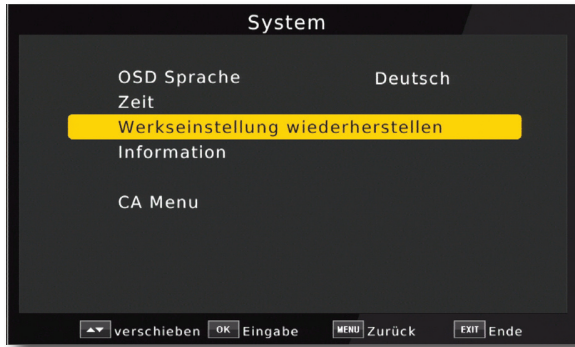 System
OSD Sprache Deutsch
Zeit
Werkseinstellung wiederherstellen
Information
CA Menu
verschieben OK Eingabe MENU Zurück EXIT Ende